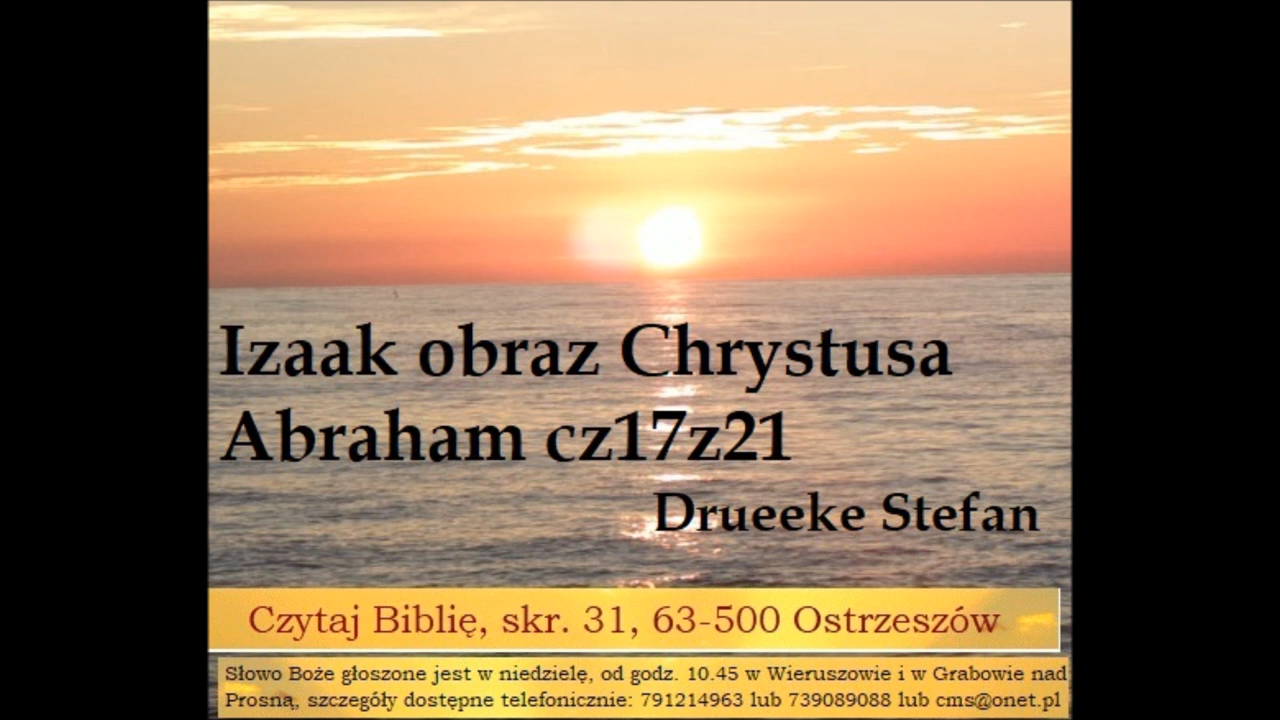 Izaak obraz Chrystusa
Abraham cz17z21
Drueeke Stefan
Czytaj Biblię, skr. 31, 63-500 Ostrzeszów
Słowo Boże głoszone jest w niedzielę, od godz. 10.45 w Wieruszowie i w Grabowie nad
Prosną, szczegóły dostępne telefonicznie: 791214963 lub 739089088 lub cms@onet.pl